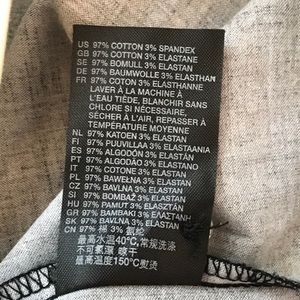 US 97% COTTON 3% SPANDEX
GB 97% COTTON 3% ELASTANE
SE 97% BOMULL 3% ELASTAN
DE 97% BAUMWOLLE 3% ELASTHAN
FR 97% COTON 3% ELASTHANNE
LAVER À LA MACHINE À
L'EAU TIÈDE, BLANCHIR SANS
CHLORE SI NÉCESSAIRE,
SÉCHER À L'AIR, REPASSER À
TEMPÉRATURE MOYENNE
NL 97% KATOEN 3% ELASTAAN
FI 97% PUUVILLAA 3% ELASTAANIA
ES 97% ALGODÓN 3% ELASTANO
PT 97% ALGODÃO 3% ELASTANO
IT 97% COTONE 3% ELASTAN
PL 97% BAWEŁNA 3% ELASTAN
CZ 97% BAVLNA 3% ELASTAN
SI 97% BOMBAŽ 3% ELASTAN
HU 97% PAMUT 3% ELASZTÁN
GR 97% BAMBAKI 3% ΕΛΑΣΤΑΝ
SK 97% BAVLNA 3% ELASTAN
CN 97% 棉 3% 氨纶
最高水温40°C,常规洗涤
不可氯漂 晾干
最高温度150°C熨烫